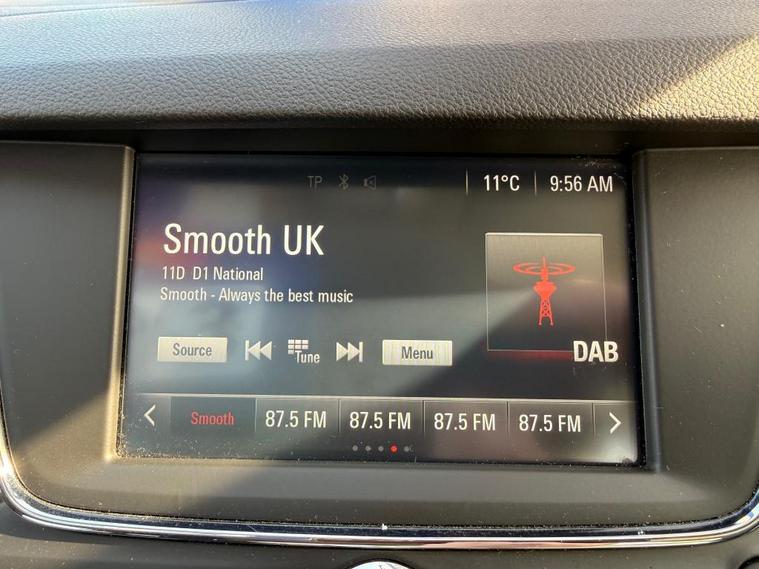 TP 11°C 9:56 AM
Smooth UK
11D D1 National
Smooth - Always the best music
DAB
Source Tune Menu
Smooth 87.5 FM 87.5 FM 87.5 FM 87.5 FM